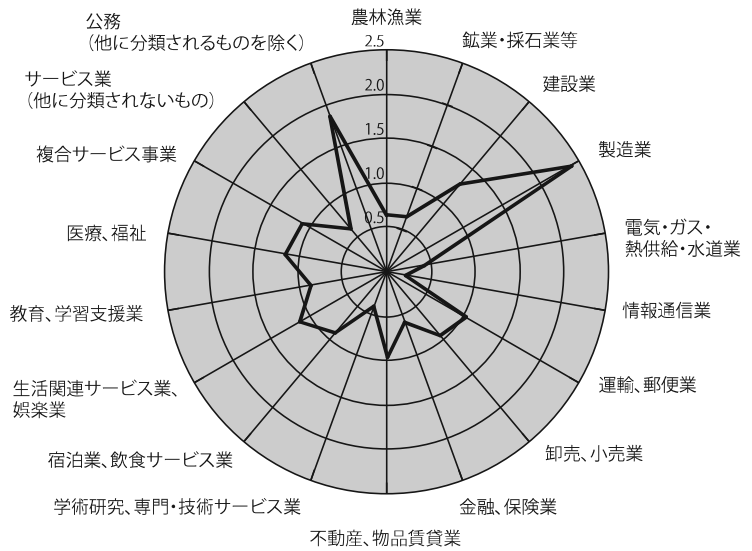 農林漁業
鉱業・採石業等
建設業
製造業
電気・ガス・
熱供給・水道業
情報通信業
運輸、郵便業
卸売、小売業
金融、保険業
不動産、物品賃貸業
学術研究、専門・技術サービス業
宿泊業、飲食サービス業
生活関連サービス業、
娯楽業
教育、学習支援業
医療、福祉
複合サービス事業
サービス業
（他に分類されないもの）
公務
（他に分類されるものを除く）
2.5
2.0
1.5
1.0
0.5